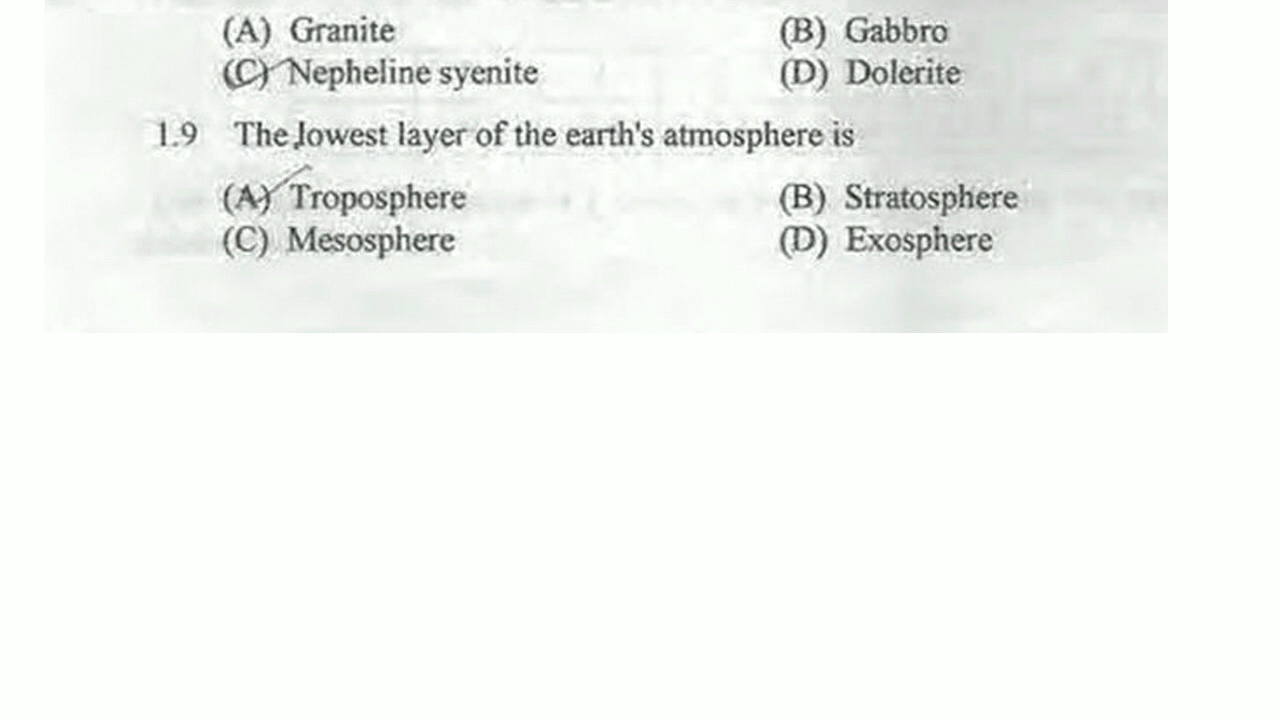 (A) Granite (B) Gabbro
(C) Nepheline syenite (D) Dolerite
1.9 The lowest layer of the earth's atmosphere is
(A) Troposphere (B) Stratosphere
(C) Mesosphere (D) Exosphere